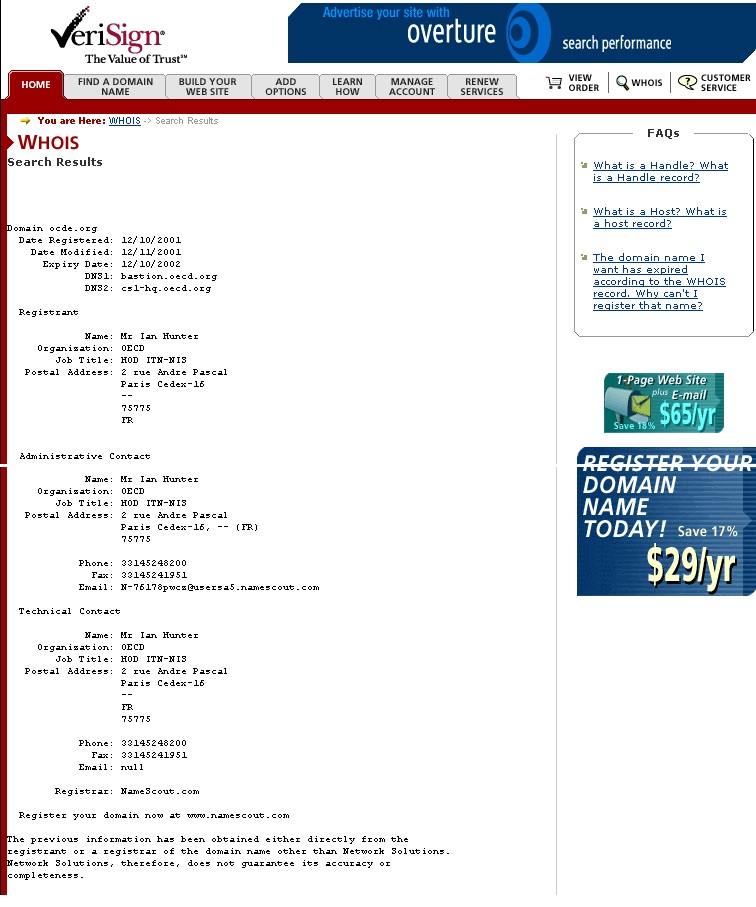 VeriSign®
The Value of Trust℠
Advertise your site with
overture
search performance
HOME
FIND A DOMAIN
NAME
BUILD YOUR
WEB SITE
ADD
OPTIONS
LEARN
HOW
MANAGE
ACCOUNT
RENEW
SERVICES
VIEW
ORDER
WHOIS
CUSTOMER
SERVICE
You are Here: WHOIS -> Search Results
WHOIS
Search Results
Domain ocde.org
Date Registered: 12/10/2001
Date Modified: 12/11/2001
Expiry Date: 12/10/2002
DNS1: bastion.oecd.org
DNS2: csl-hq.oecd.org
Registrant
Name: Mr Ian Hunter
Organization: OECD
Job Title: HOD ITN-NIS
Postal Address: 2 rue Andre Pascal
Paris Cedex-16
--
75775
FR
Administrative Contact
Name: Mr Ian Hunter
Organization: OECD
Job Title: HOD ITN-NIS
Postal Address: 2 rue Andre Pascal
Paris Cedex-16, -- (FR)
75775
Phone: 33145248200
Fax: 33145241951
Email: N-76178pwcz@usersa5.namescout.com
Technical Contact
Name: Mr Ian Hunter
Organization: OECD
Job Title: HOD ITN-NIS
Postal Address: 2 rue Andre Pascal
Paris Cedex-16
--
FR
75775
Phone: 33145248200
Fax: 33145241951
Email: null
Registrar: NameScout.com
Register your domain now at www.namescout.com
The previous information has been obtained either directly from the
registrant or a registrar of the domain name other than Network Solutions.
Network Solutions, therefore, does not guarantee its accuracy or
completeness.
FAQs
What is a Handle? What
is a Handle record?
What is a Host? What is
a host record?
The domain name I
want has expired
according to the WHOIS
record. Why can't I
register that name?
1-Page Web Site
plus E-mail
Save 18% $65/yr
REGISTER YOUR
DOMAIN
NAME
TODAY! Save 17%
$29/yr